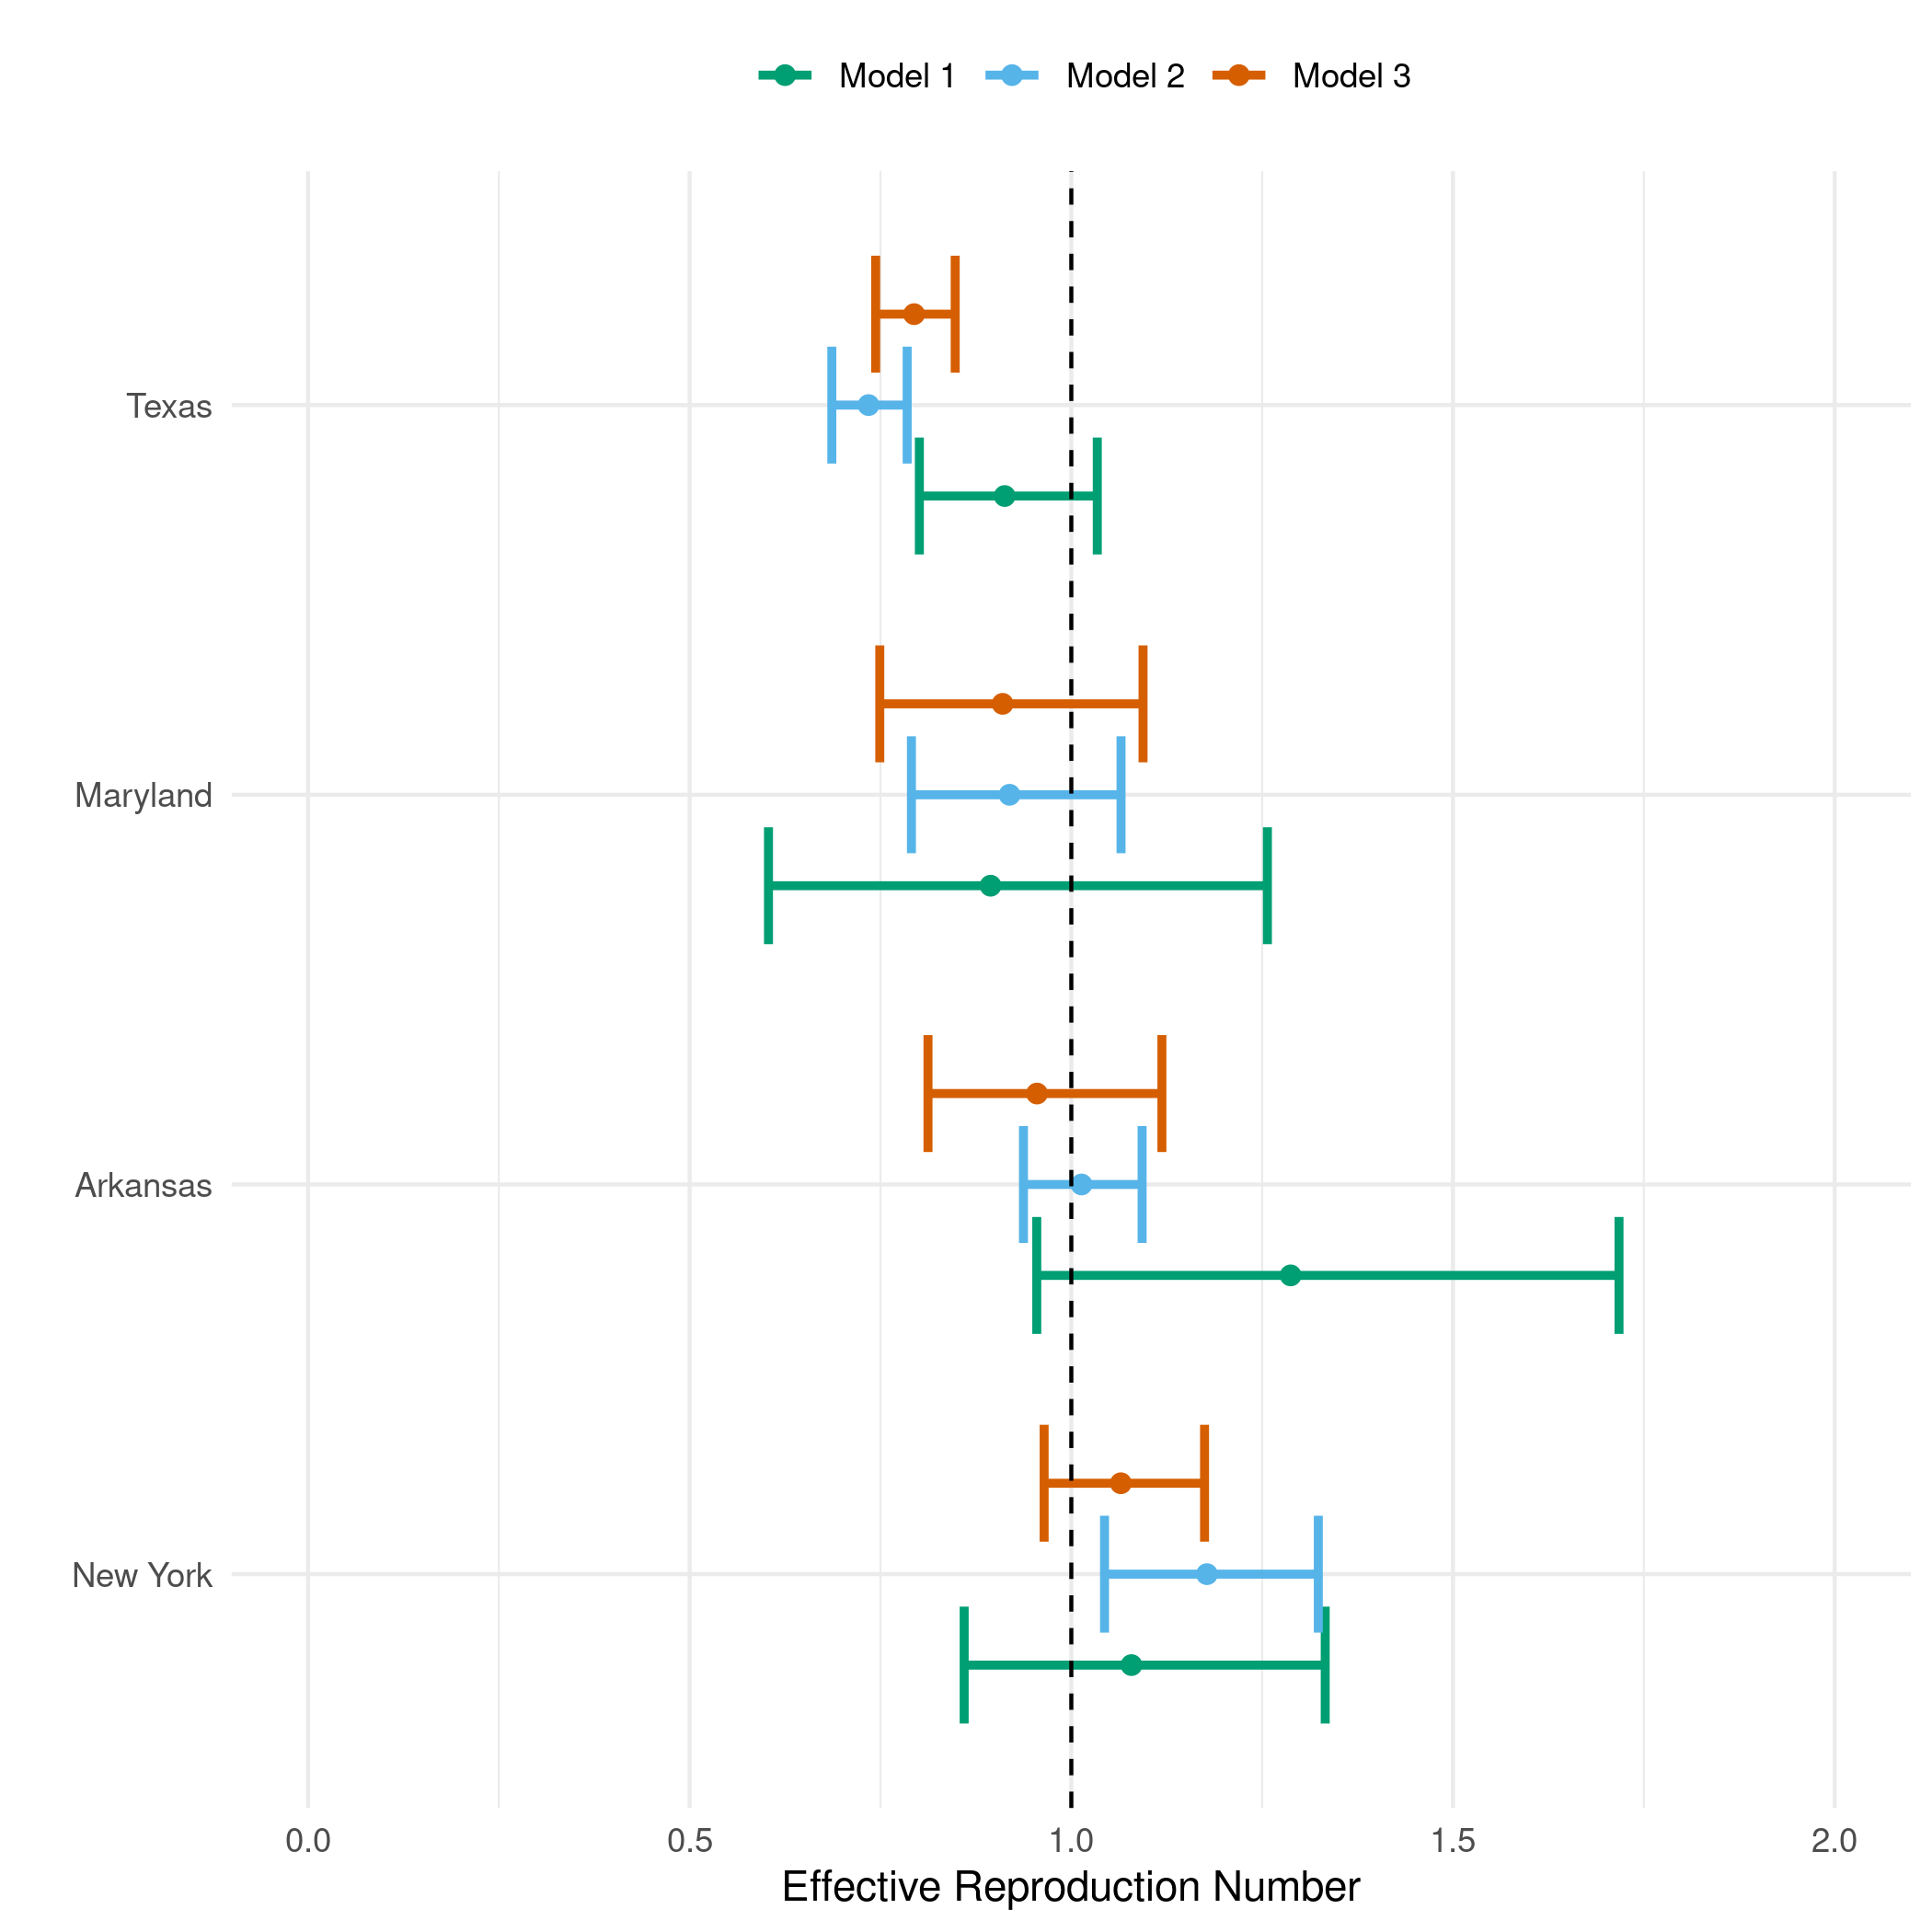 Model 1 Model 2 Model 3
Texas
Maryland
Arkansas
New York
0.0 0.5 1.0 1.5 2.0
Effective Reproduction Number